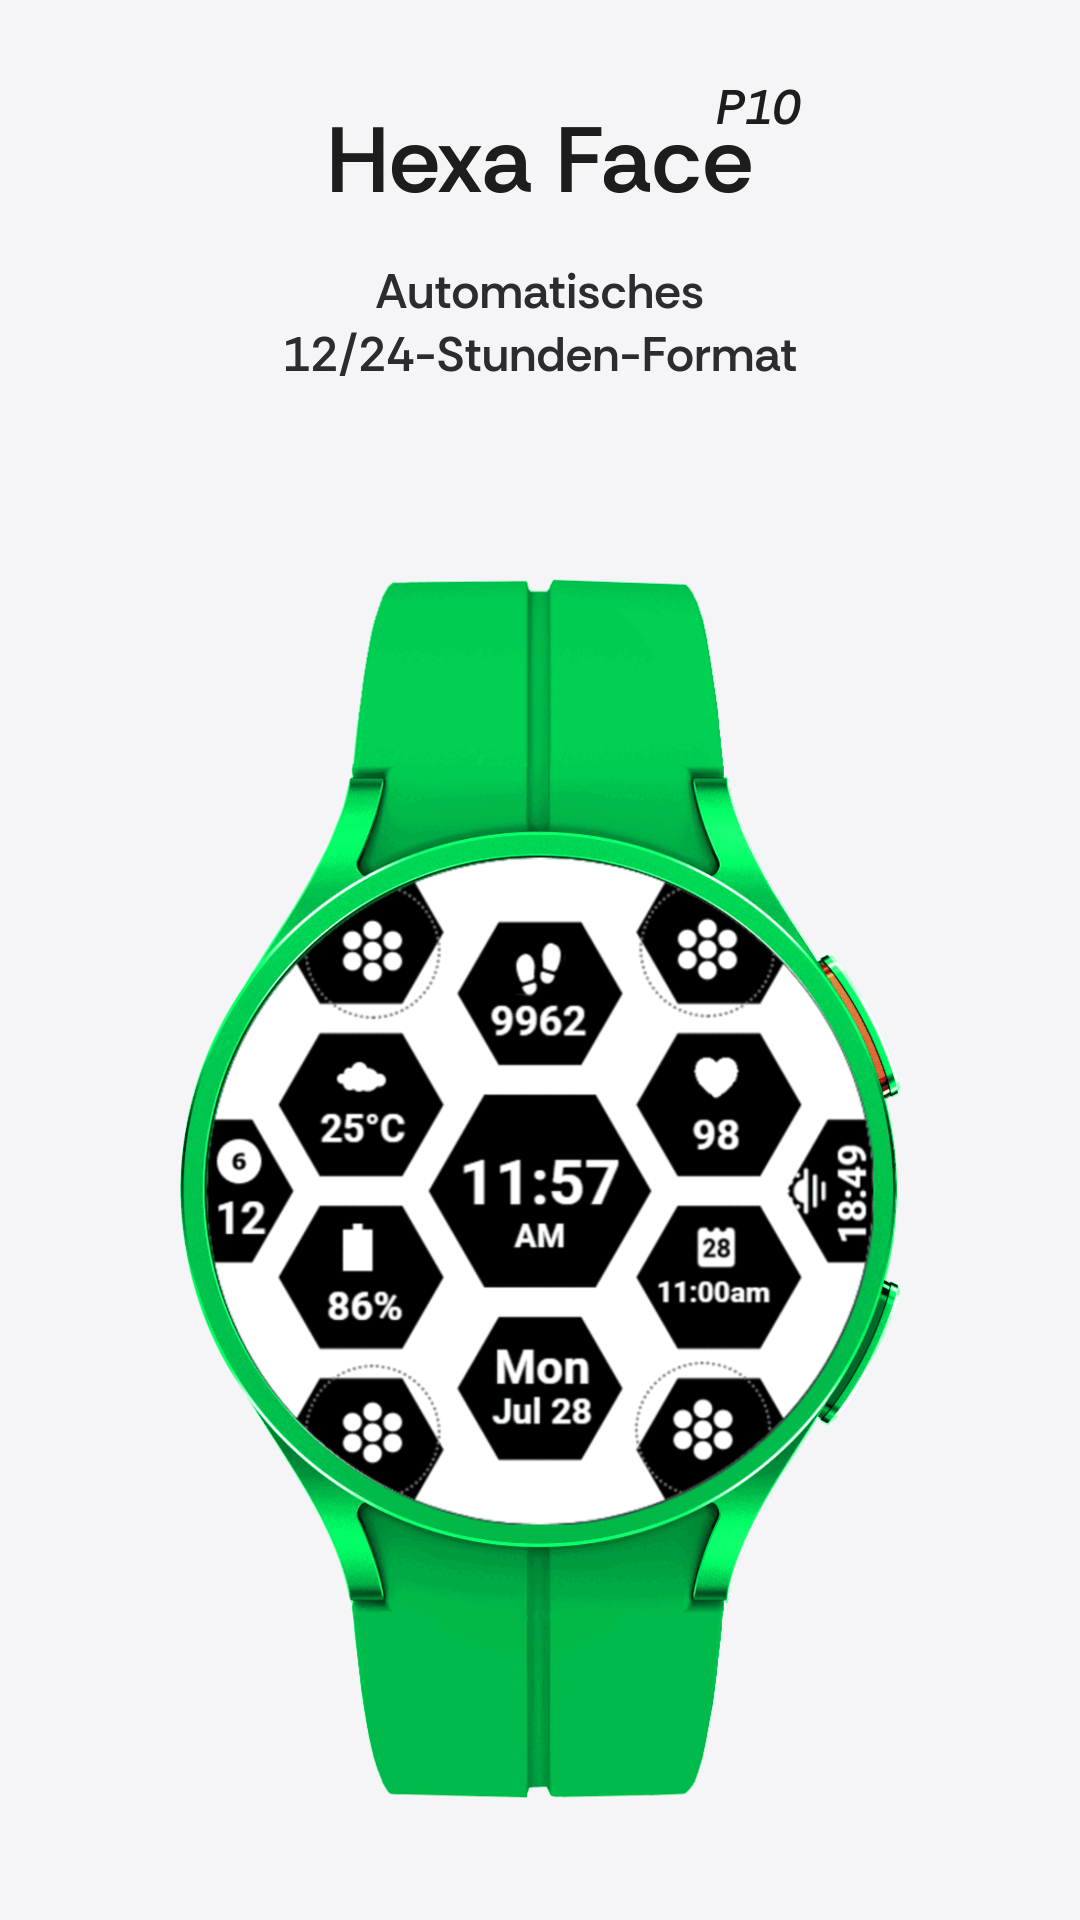 P10
Hexa Face
Automatisches
12/24-Stunden-Format
9962
25°C
98
6
12
11:57
AM
18:49
86%
28
11:00am
Mon
Jul 28